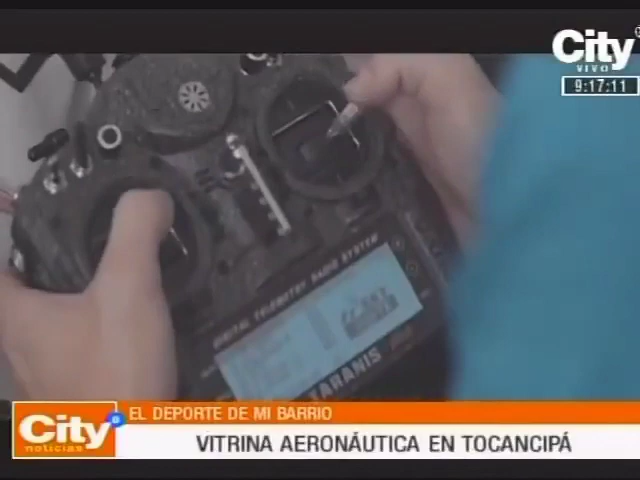 City
VIVO
9:17:11
DIGITAL TELEMETRY RADIO SYSTEM
TARANIS
City
noticias
EL DEPORTE DE MI BARRIO
VITRINA AERONÁUTICA EN TOCANCIPÁ